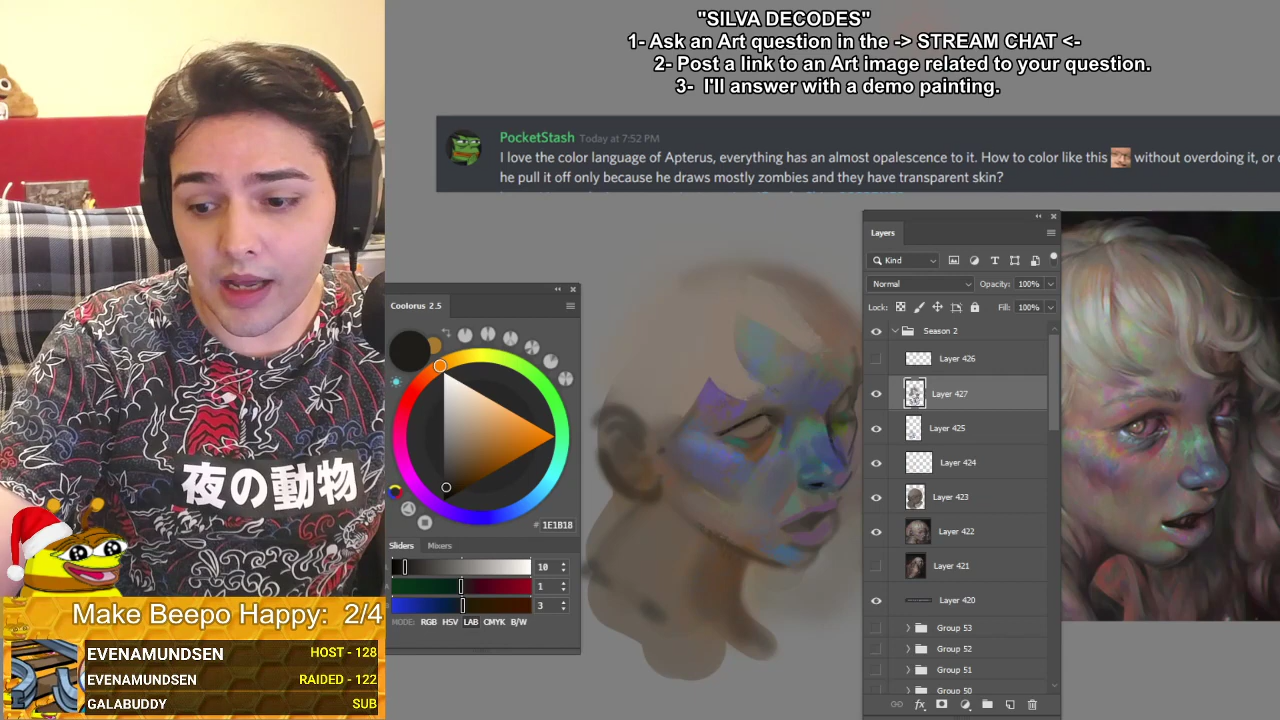 "SILVA DECODES"
1- Ask an Art question in the -> STREAM CHAT <-
2- Post a link to an Art image related to your question.
3- I'll answer with a demo painting.
PocketStash Today at 7:52 PM
I love the color language of Apterus, everything has an almost opalescence to it. How to color like this without overdoing it, or
he pull it off only because he draws mostly zombies and they have transparent skin?
Layers
Kind
Normal Opacity: 100%
Lock: Fill: 100%
Season 2
Layer 426
Layer 427
Layer 425
Layer 424
Layer 423
Layer 422
Layer 421
Layer 420
Group 53
Group 52
Group 51
Group 50
fx
Coolorus 2.5
# 1E1B18
Sliders Mixers
10
1
3
MODE: RGB HSV LAB CMYK B/W
夜の動物
Make Beepo Happy: 2/4
EVENAMUNDSEN HOST - 128
EVENAMUNDSEN RAIDED - 122
GALABUDDY SUB